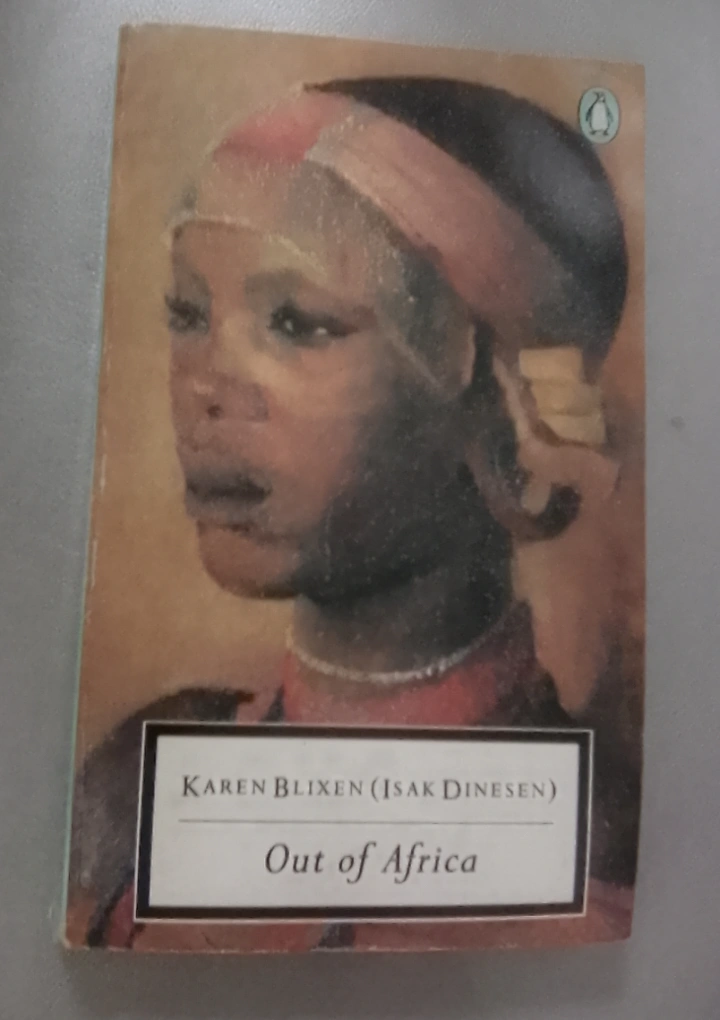 KAREN BLIXEN (ISAK DINESEN)
Out of Africa